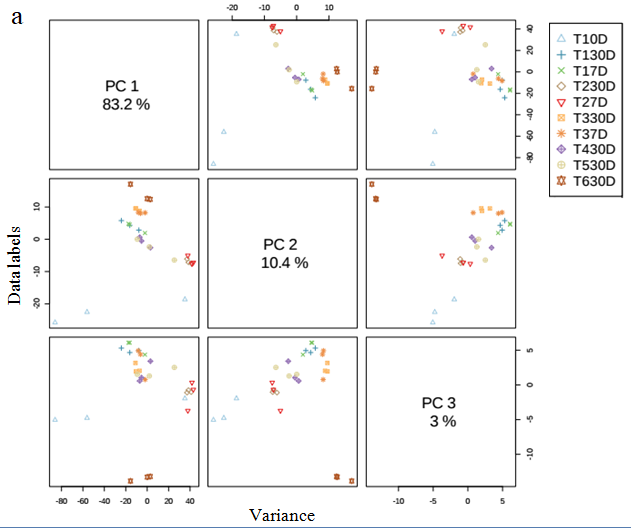 a
-20 -10 0 10
PC 1
83.2 %
40
20
0
-20
-40
-60
-80
T10D
T130D
T17D
T230D
T27D
T330D
T37D
T430D
T530D
T630D
Data labels
10
0
-10
-20
PC 2
10.4 %
PC 3
3 %
5
0
-5
-10
-80 -60 -40 -20 0 20 40
-10 -5 0 5
Variance